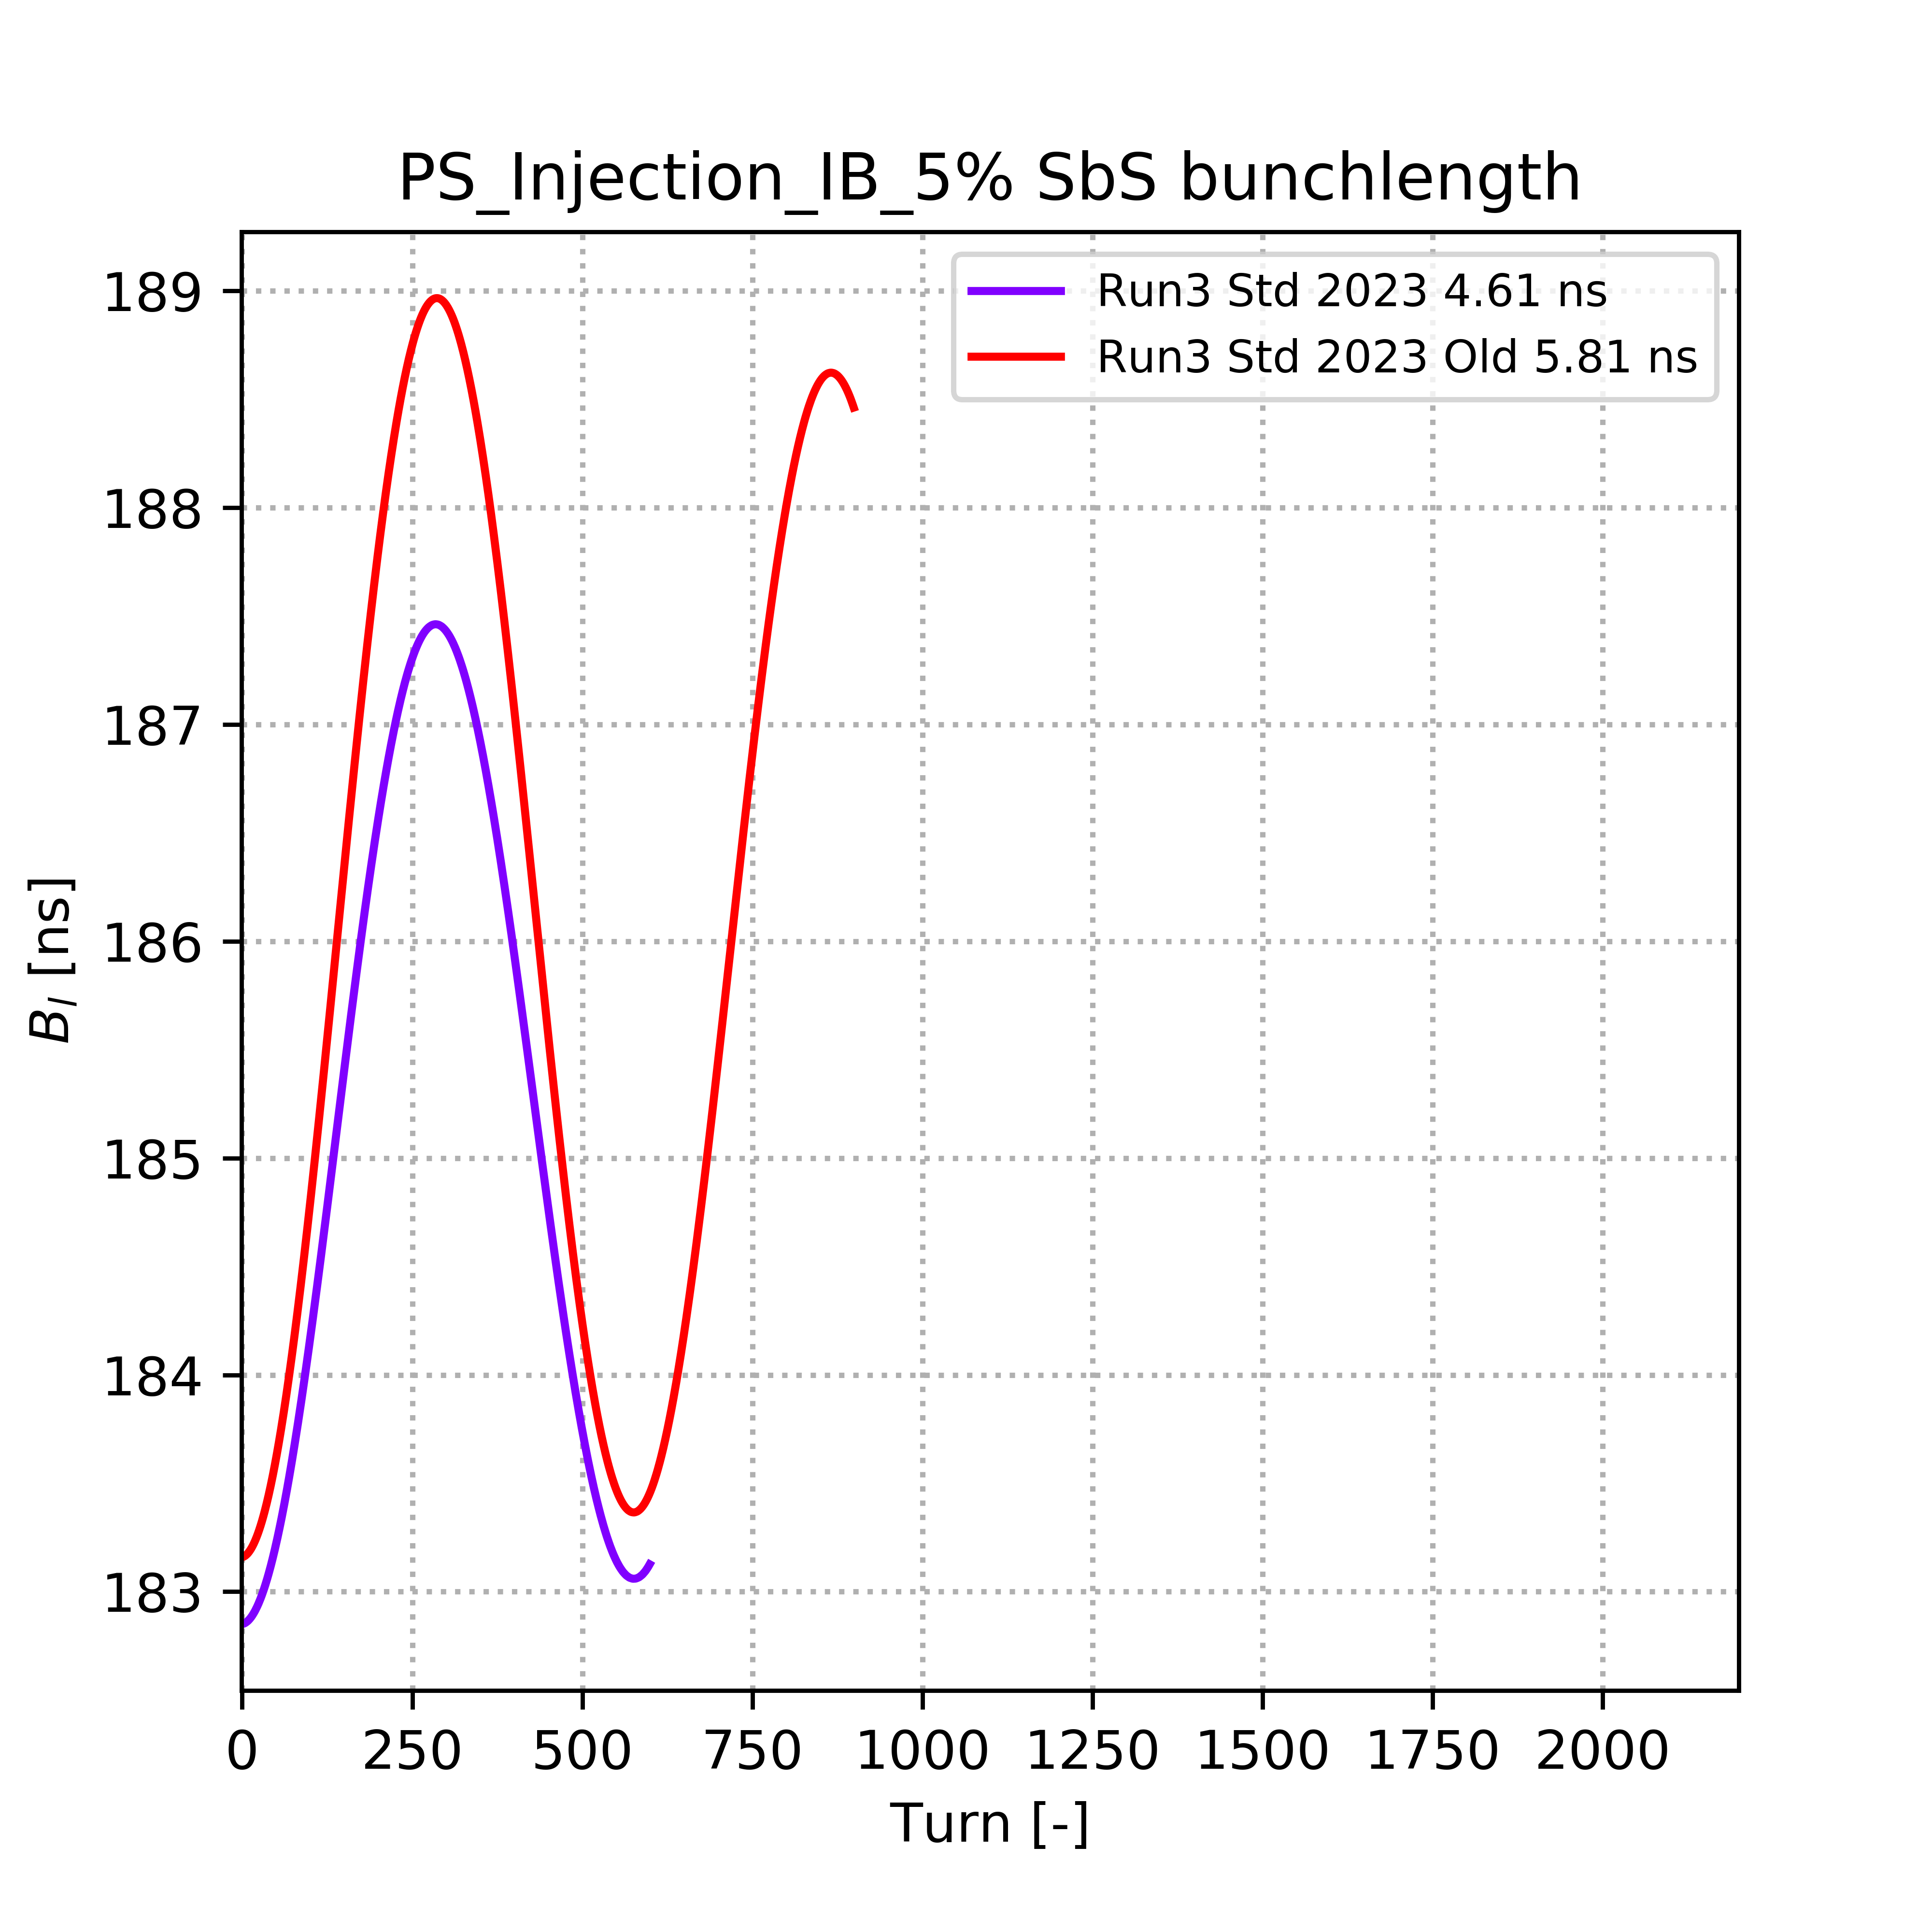 PS_Injection_IB_5% SbS bunchlength
Run3 Std 2023 4.61 ns
Run3 Std 2023 Old 5.81 ns
189
188
187
186
185
184
183
B_l [ns]
0 250 500 750 1000 1250 1500 1750 2000
Turn [-]